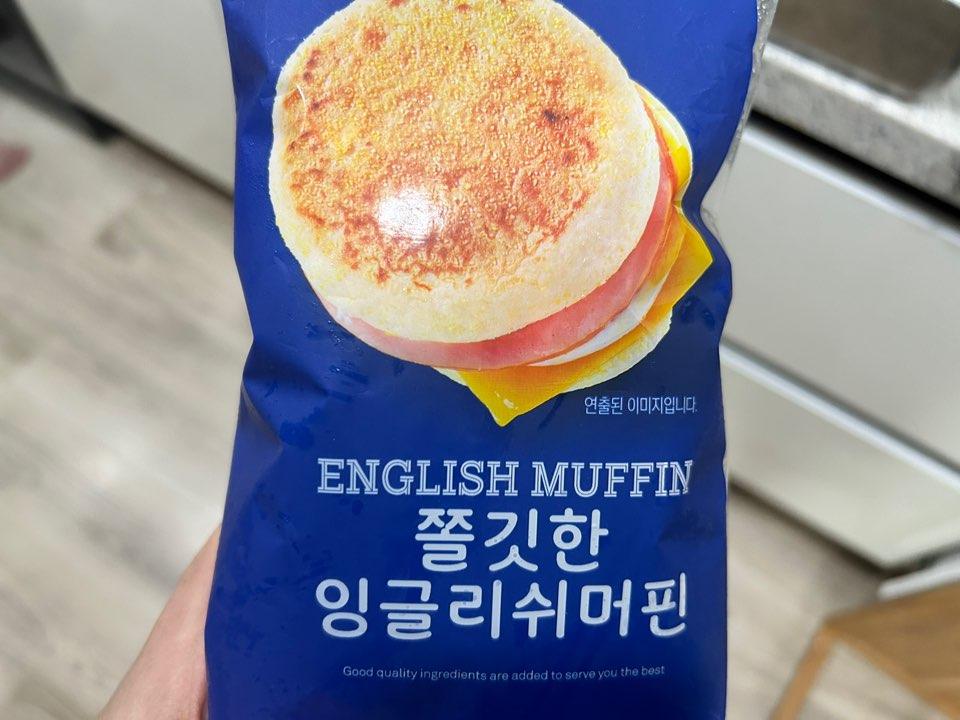 연출된 이미지입니다.
ENGLISH MUFFIN
쫄깃한
잉글리쉬머핀
Good quality ingredients are added to serve you the best